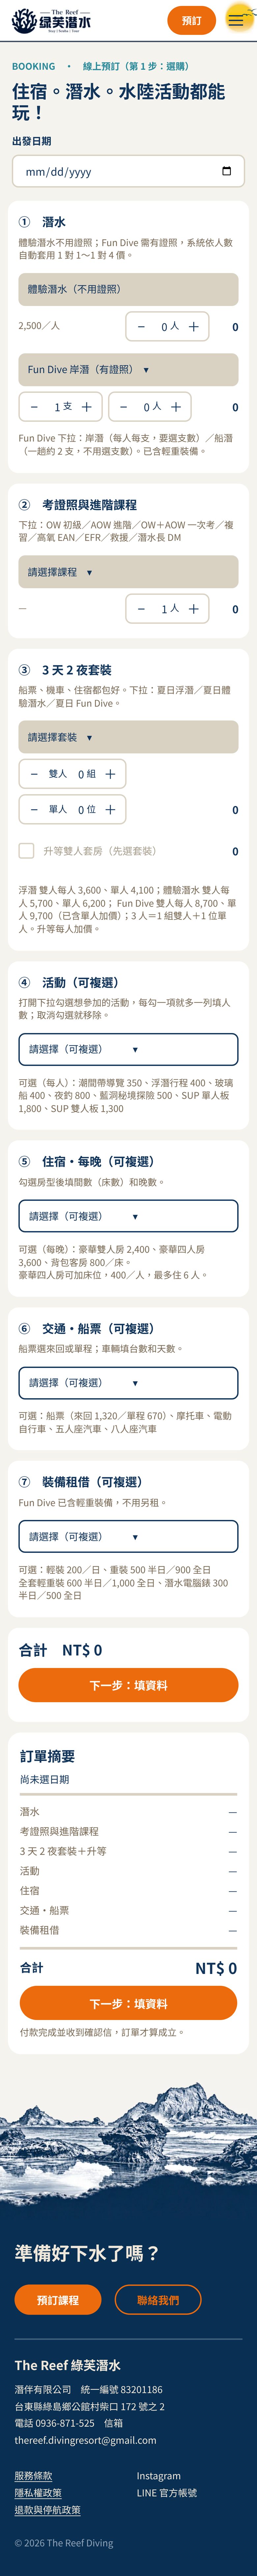 The Reef
綠芙潛水
預訂
BOOKING ・ 線上預訂（第 1 步：選購）
住宿。潛水。水陸活動都能
玩！
出發日期
mm/dd/yyyy
① 潛水
體驗潛水不用證照；Fun Dive 需有證照，系統依人數
自動套用 1 對 1～1 對 4 價。
體驗潛水（不用證照）
2,500／人
− 0 人 ＋ 0
Fun Dive 岸潛（有證照） ▾
− 1 支 ＋ − 0 人 ＋ 0
Fun Dive 下拉：岸潛（每人每支，要選支數）／船潛
（一趟約 2 支，不用選支數）。已含輕重裝備。
② 考證照與進階課程
下拉：OW 初級／AOW 進階／OW＋AOW 一次考／複
習／高氧 EAN／EFR／救援／潛水長 DM
請選擇課程 ▾
— − 1 人 ＋ 0
③ 3 天 2 夜套裝
船票、機車、住宿都包好。下拉：夏日浮潛／夏日體
驗潛水／夏日 Fun Dive。
請選擇套裝 ▾
− 雙人 0 組 ＋
− 單人 0 位 ＋ 0
升等雙人套房（先選套裝） 0
浮潛 雙人每人 3,600、單人 4,100；體驗潛水 雙人每
人 5,700、單人 6,200； Fun Dive 雙人每人 8,700、單
人 9,700（已含單人加價）；3 人＝1 組雙人＋1 位單
人。升等每人加價。
④ 活動（可複選）
打開下拉勾選想參加的活動，每勾一項就多一列填人
數；取消勾選就移除。
請選擇（可複選） ▾
可選（每人）：潮間帶導覽 350、浮潛行程 400、玻璃
船 400、夜釣 800、藍洞秘境探險 500、SUP 單人板
1,800、SUP 雙人板 1,300
⑤ 住宿・每晚（可複選）
勾選房型後填間數（床數）和晚數。
請選擇（可複選） ▾
可選（每晚）：豪華雙人房 2,400、豪華四人房
3,600、背包客房 800／床。
豪華四人房可加床位，400／人，最多住 6 人。
⑥ 交通・船票（可複選）
船票選來回或單程；車輛填台數和天數。
請選擇（可複選） ▾
可選：船票（來回 1,320／單程 670）、摩托車、電動
自行車、五人座汽車、八人座汽車
⑦ 裝備租借（可複選）
Fun Dive 已含輕重裝備，不用另租。
請選擇（可複選） ▾
可選：輕裝 200／日、重裝 500 半日／900 全日
全套輕重裝 600 半日／1,000 全日、潛水電腦錶 300
半日／500 全日
合計 NT$ 0
下一步：填資料
訂單摘要
尚未選日期
潛水 —
考證照與進階課程 —
3 天 2 夜套裝＋升等 —
活動 —
住宿 —
交通・船票 —
裝備租借 —
合計 NT$ 0
下一步：填資料
付款完成並收到確認信，訂單才算成立。
準備好下水了嗎？
預訂課程 聯絡我們
The Reef 綠芙潛水
潛伴有限公司 統一編號 83201186
台東縣綠島鄉公館村柴口 172 號之 2
電話 0936-871-525 信箱
thereef.divingresort@gmail.com
服務條款 Instagram
隱私權政策 LINE 官方帳號
退款與停航政策
© 2026 The Reef Diving